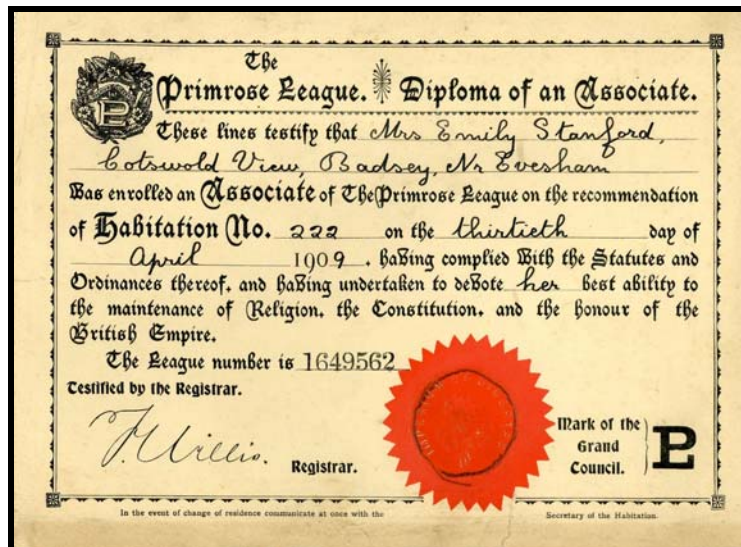 The
Primrose League. Diploma of an Associate.
These lines testify that Mrs Emily Stanford,
Cotswold View, Badsey, Nr Evesham
Was enrolled an Associate of The Primrose League on the recommendation
of Habitation No. 222 on the thirtieth day of
April 1909, having complied With the Statutes and
Ordinances thereof, and having undertaken to devote her best ability to
the maintenance of Religion, the Constitution, and the honour of the
British Empire.
The League number is 1649562
Testified by the Registrar.
F. Willis.
Registrar.
Mark of the
Grand
Council.
PL
In the event of change of residence communicate at once with the Secretary of the Habitation.